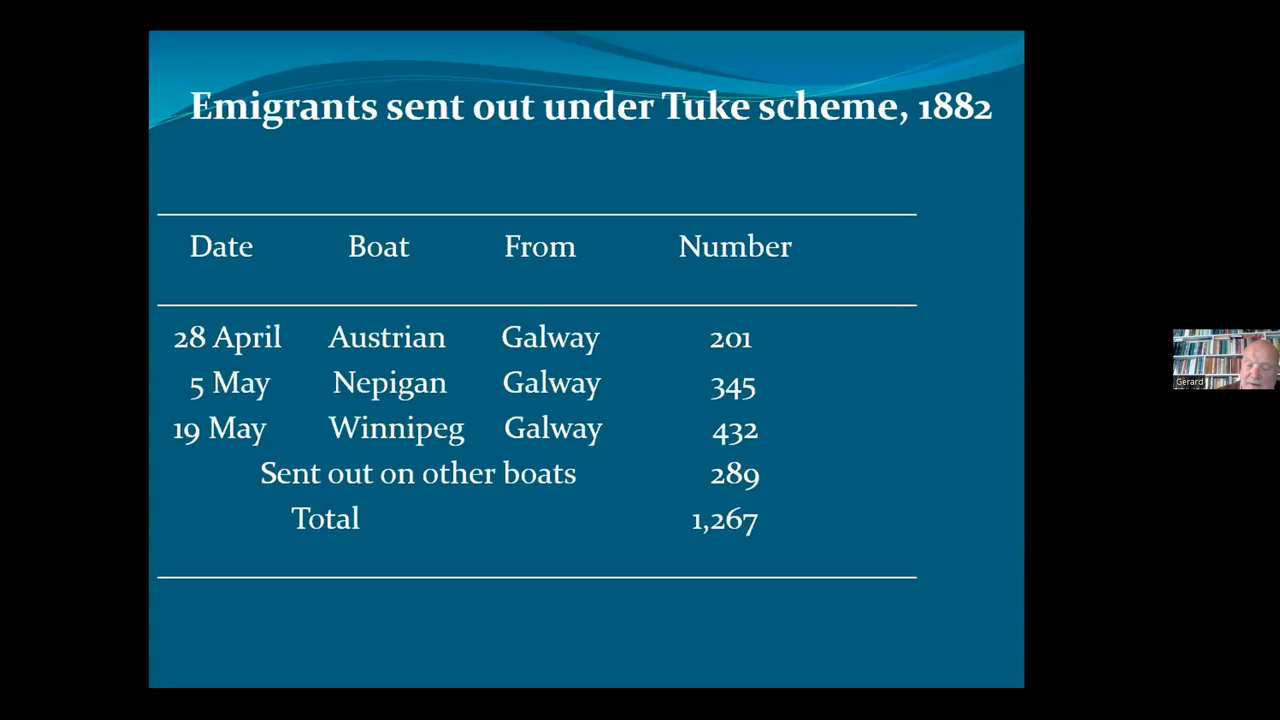 Emigrants sent out under Tuke scheme, 1882
Date Boat From Number
28 April Austrian Galway 201
5 May Nepigan Galway 345
19 May Winnipeg Galway 432
Sent out on other boats 289
Total 1,267
Gerard